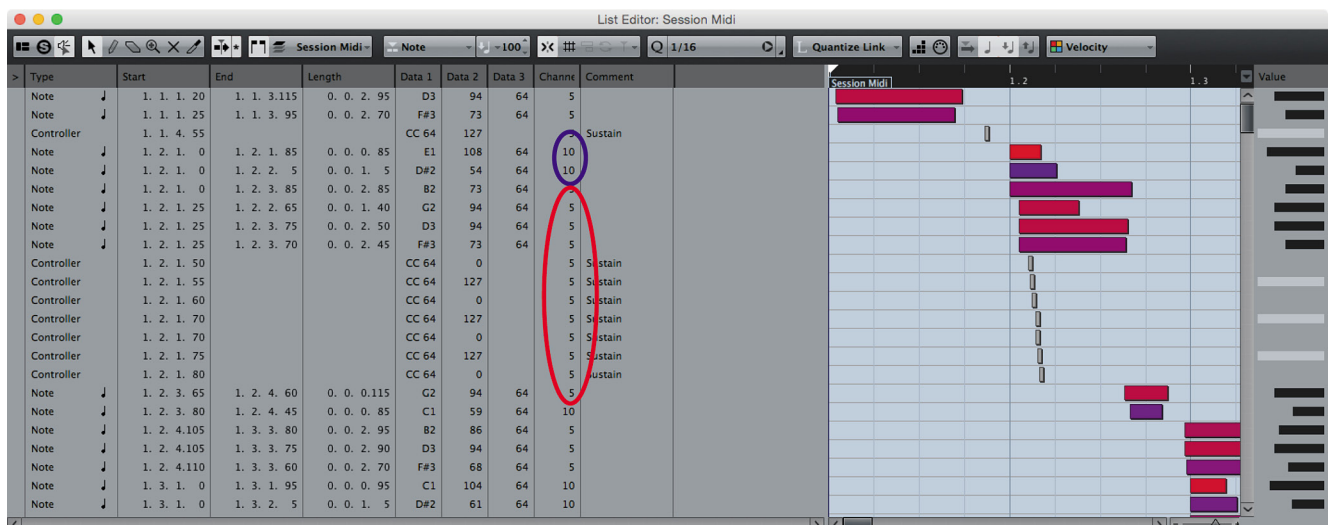 List Editor: Session Midi
Session Midi Note 100 Q 1/16 Quantize Link Velocity
> Type Start End Length Data 1 Data 2 Data 3 Channe Comment Session Midi 1.2 1.3 Value
Note 1. 1. 1. 20 1. 1. 3.115 0. 0. 2. 95 D3 94 64 5
Note 1. 1. 1. 25 1. 1. 3. 95 0. 0. 2. 70 F#3 73 64 5
Controller 1. 1. 4. 55 CC 64 127 5 Sustain
Note 1. 2. 1. 0 1. 2. 1. 85 0. 0. 0. 85 E1 108 64 10
Note 1. 2. 1. 0 1. 2. 2. 5 0. 0. 1. 5 D#2 54 64 10
Note 1. 2. 1. 0 1. 2. 3. 85 0. 0. 2. 85 B2 73 64 5
Note 1. 2. 1. 25 1. 2. 2. 65 0. 0. 1. 40 G2 94 64 5
Note 1. 2. 1. 25 1. 2. 3. 75 0. 0. 2. 50 D3 94 64 5
Note 1. 2. 1. 25 1. 2. 3. 70 0. 0. 2. 45 F#3 73 64 5
Controller 1. 2. 1. 50 CC 64 0 5 Sustain
Controller 1. 2. 1. 55 CC 64 127 5 Sustain
Controller 1. 2. 1. 60 CC 64 0 5 Sustain
Controller 1. 2. 1. 70 CC 64 127 5 Sustain
Controller 1. 2. 1. 70 CC 64 0 5 Sustain
Controller 1. 2. 1. 75 CC 64 127 5 Sustain
Controller 1. 2. 1. 80 CC 64 0 5 Sustain
Note 1. 2. 3. 65 1. 2. 4. 60 0. 0. 0.115 G2 94 64 5
Note 1. 2. 3. 80 1. 2. 4. 45 0. 0. 0. 85 C1 59 64 10
Note 1. 2. 4.105 1. 3. 3. 80 0. 0. 2. 95 B2 86 64 5
Note 1. 2. 4.105 1. 3. 3. 75 0. 0. 2. 90 D3 94 64 5
Note 1. 2. 4.110 1. 3. 3. 60 0. 0. 2. 70 F#3 68 64 5
Note 1. 3. 1. 0 1. 3. 1. 95 0. 0. 0. 95 C1 104 64 10
Note 1. 3. 1. 0 1. 3. 2. 5 0. 0. 1. 5 D#2 61 64 10